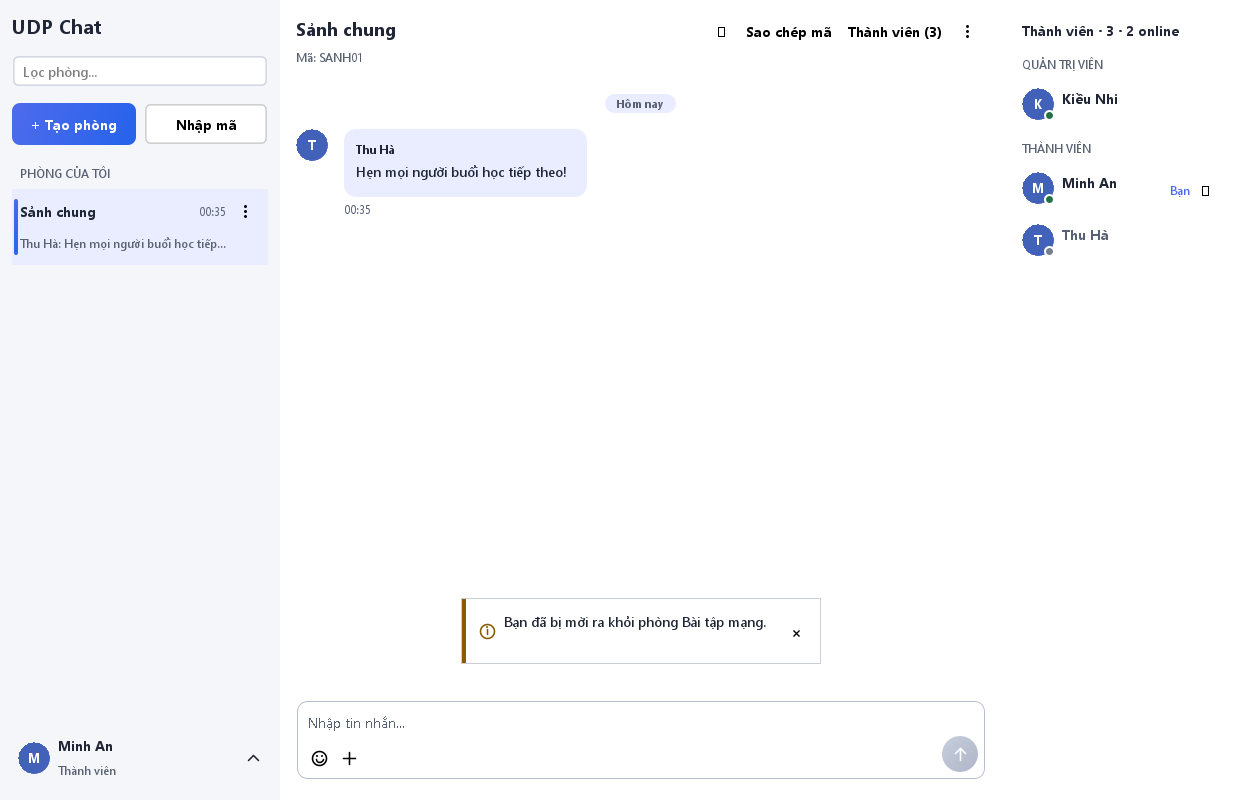 UDP Chat
Lọc phòng...
+ Tạo phòng
Nhập mã
PHÒNG CỦA TÔI
Sảnh chung
00:35
Thu Hà: Hẹn mọi người buổi học tiếp...
M
Minh An
Thành viên
Sảnh chung
Mã: SANH01
Sao chép mã
Thành viên (3)
Hôm nay
T
Thu Hà
Hẹn mọi người buổi học tiếp theo!
00:35
Bạn đã bị mời ra khỏi phòng Bài tập mạng.
Nhập tin nhắn...
Thành viên - 3 - 2 online
QUẢN TRỊ VIÊN
K
Kiều Nhi
THÀNH VIÊN
M
Minh An
Bạn
T
Thu Hà